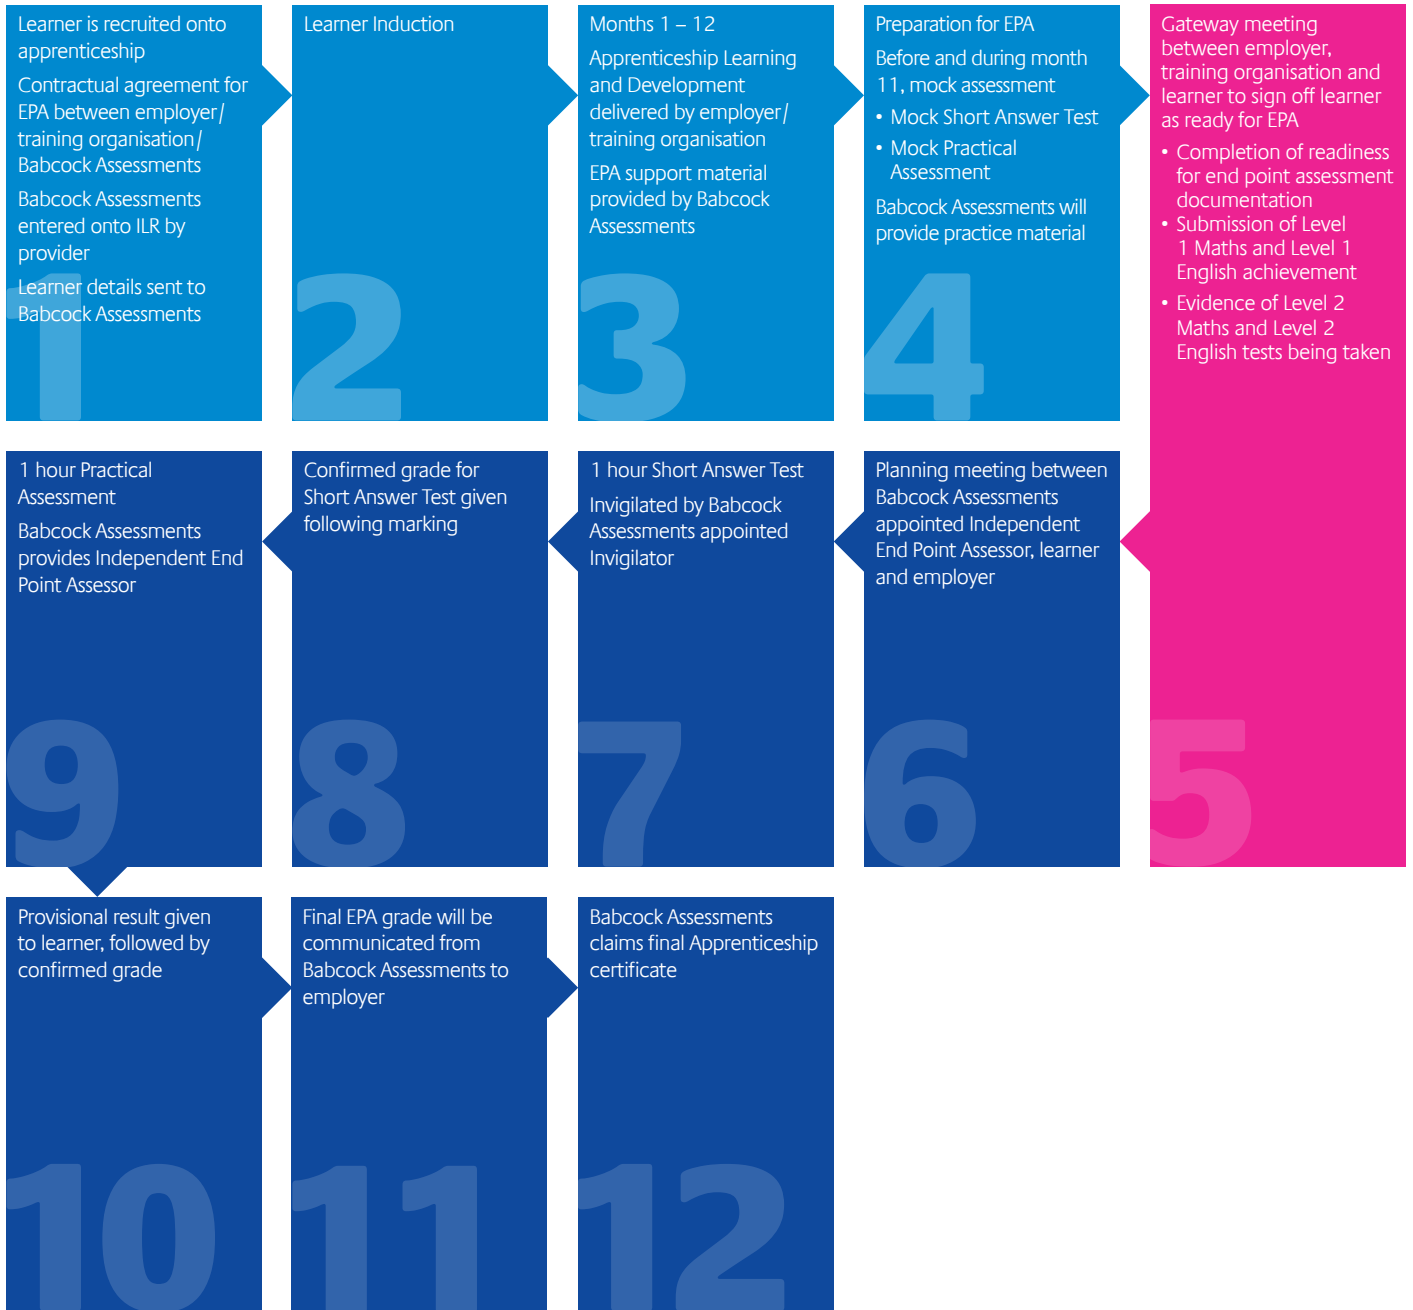 Learner is recruited onto
apprenticeship
Contractual agreement for
EPA between employer/
training organisation/
Babcock Assessments
Babcock Assessments
entered onto ILR by
provider
Learner details sent to
Babcock Assessments
1
Learner Induction
2
Months 1 – 12
Apprenticeship Learning
and Development
delivered by employer/
training organisation
EPA support material
provided by Babcock
Assessments
3
Preparation for EPA
Before and during month
11, mock assessment
• Mock Short Answer Test
• Mock Practical
Assessment
Babcock Assessments will
provide practice material
4
Gateway meeting
between employer,
training organisation and
learner to sign off learner
as ready for EPA
• Completion of readiness
for end point assessment
documentation
• Submission of Level
1 Maths and Level 1
English achievement
• Evidence of Level 2
Maths and Level 2
English tests being taken
5
Planning meeting between
Babcock Assessments
appointed Independent
End Point Assessor, learner
and employer
6
1 hour Short Answer Test
Invigilated by Babcock
Assessments appointed
Invigilator
7
Confirmed grade for
Short Answer Test given
following marking
8
1 hour Practical
Assessment
Babcock Assessments
provides Independent End
Point Assessor
9
Provisional result given
to learner, followed by
confirmed grade
10
Final EPA grade will be
communicated from
Babcock Assessments to
employer
11
Babcock Assessments
claims final Apprenticeship
certificate
12